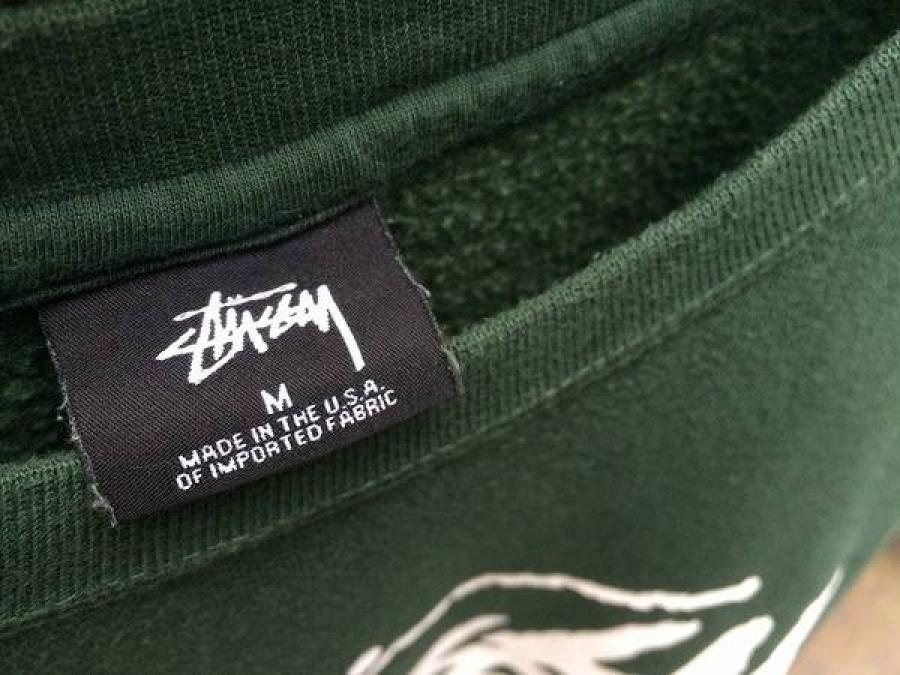 Stüssy
M
MADE IN THE U.S.A.
OF IMPORTED FABRIC